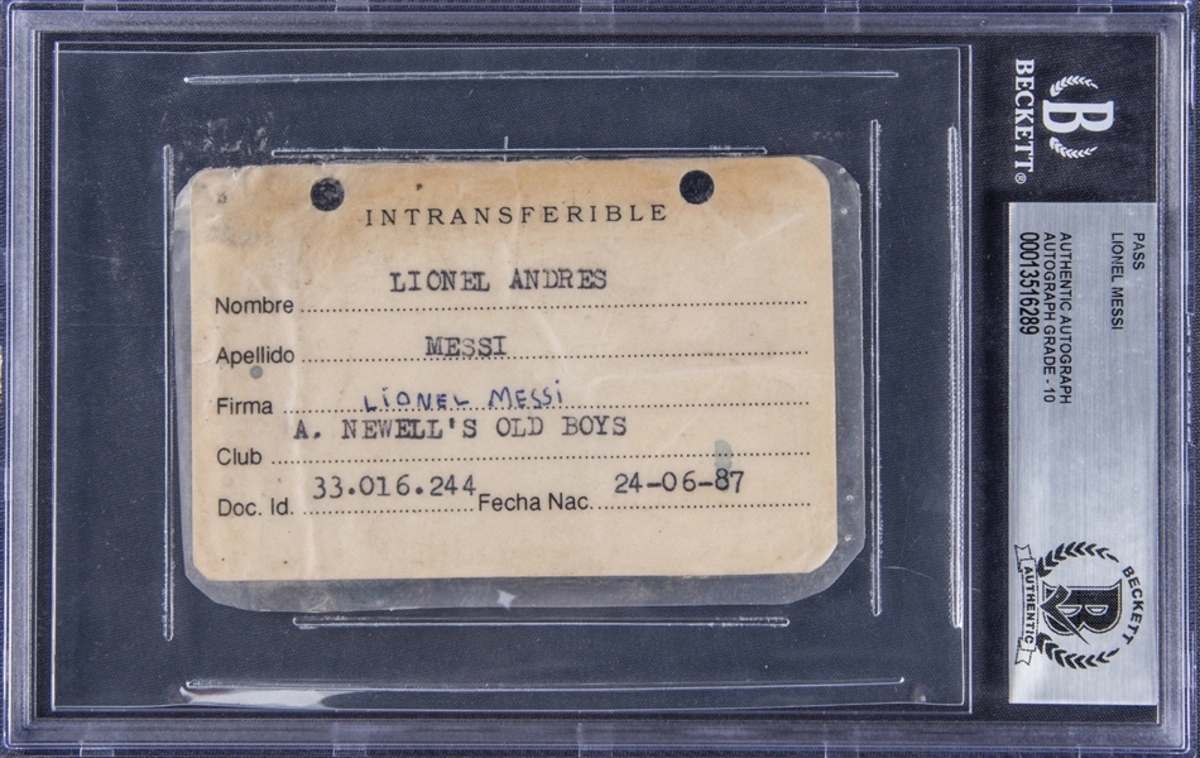 INTRANSFERIBLE
LIONEL ANDRES
Nombre
MESSI
Apellido
LIONEL MESSI
Firma
A. NEWELL'S OLD BOYS
Club
33.016.244 24-06-87
Doc. Id. Fecha Nac.
B
BECKETT®
PASS
LIONEL MESSI
AUTHENTIC AUTOGRAPH
AUTOGRAPH GRADE - 10
00013516289
BECKETT
B
AUTHENTIC